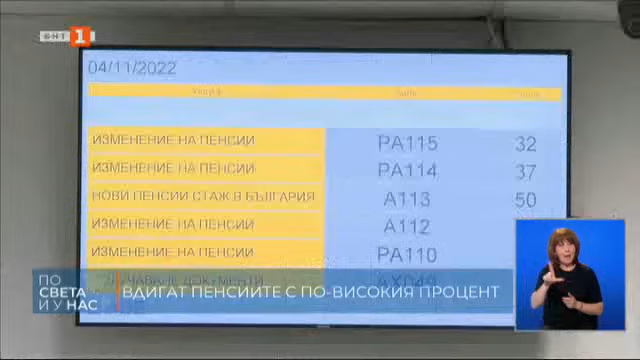 БНТ 1
04/11/2022
Услуга
ИЗМЕНЕНИЕ НА ПЕНСИИ PA115 32
ИЗМЕНЕНИЕ НА ПЕНСИИ PA114 37
НОВИ ПЕНСИИ СТАЖ В БЪЛГАРИЯ A113 50
ИЗМЕНЕНИЕ НА ПЕНСИИ A112
ИЗМЕНЕНИЕ НА ПЕНСИИ PA110
ПО СВЕТА И У НАС
ВДИГАТ ПЕНСИИТЕ С ПО-ВИСОКИЯ ПРОЦЕНТ